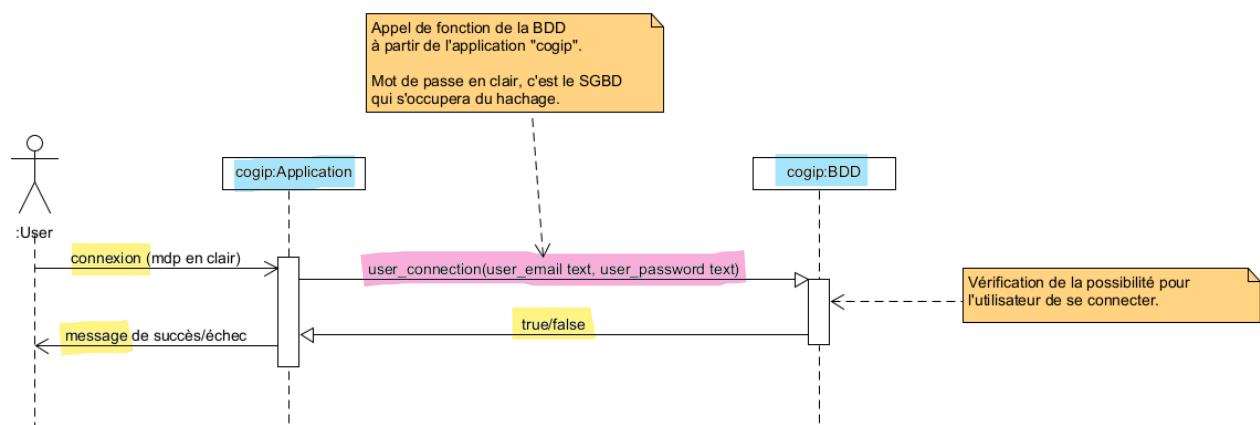 Appel de fonction de la BDD
à partir de l'application "cogip".
Mot de passe en clair, c'est le SGBD
qui s'occupera du hachage.
cogip:Application
cogip:BDD
:User
connexion (mdp en clair)
user_connection(user_email text, user_password text)
Vérification de la possibilité pour
l'utilisateur de se connecter.
true/false
message de succès/échec